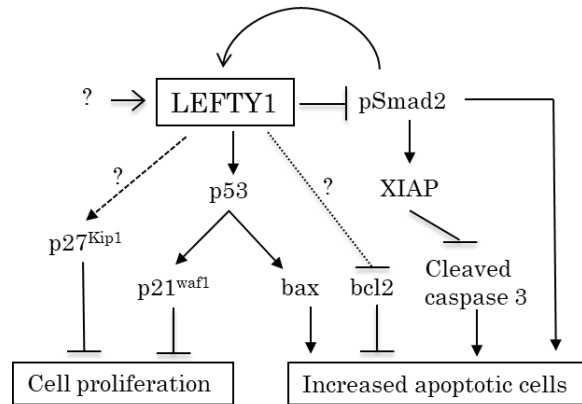 ? LEFTY1 pSmad2
? ?
p53 XIAP
p27Kip1
p21waf1 bax bcl2 Cleaved
caspase 3
Cell proliferation Increased apoptotic cells